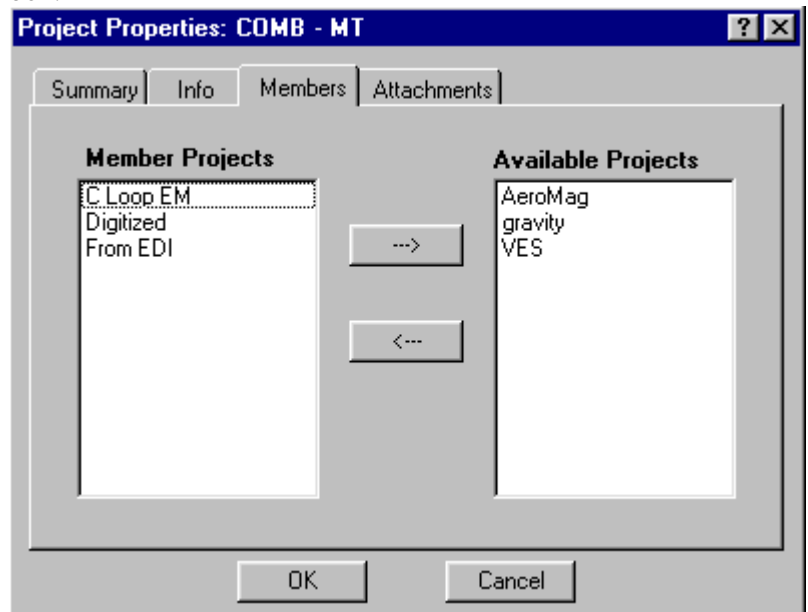 Project Properties: COMB - MT
? X
Summary Info Members Attachments
Member Projects
C Loop EM
Digitized
From EDI
--->
<---
Available Projects
AeroMag
gravity
VES
OK Cancel